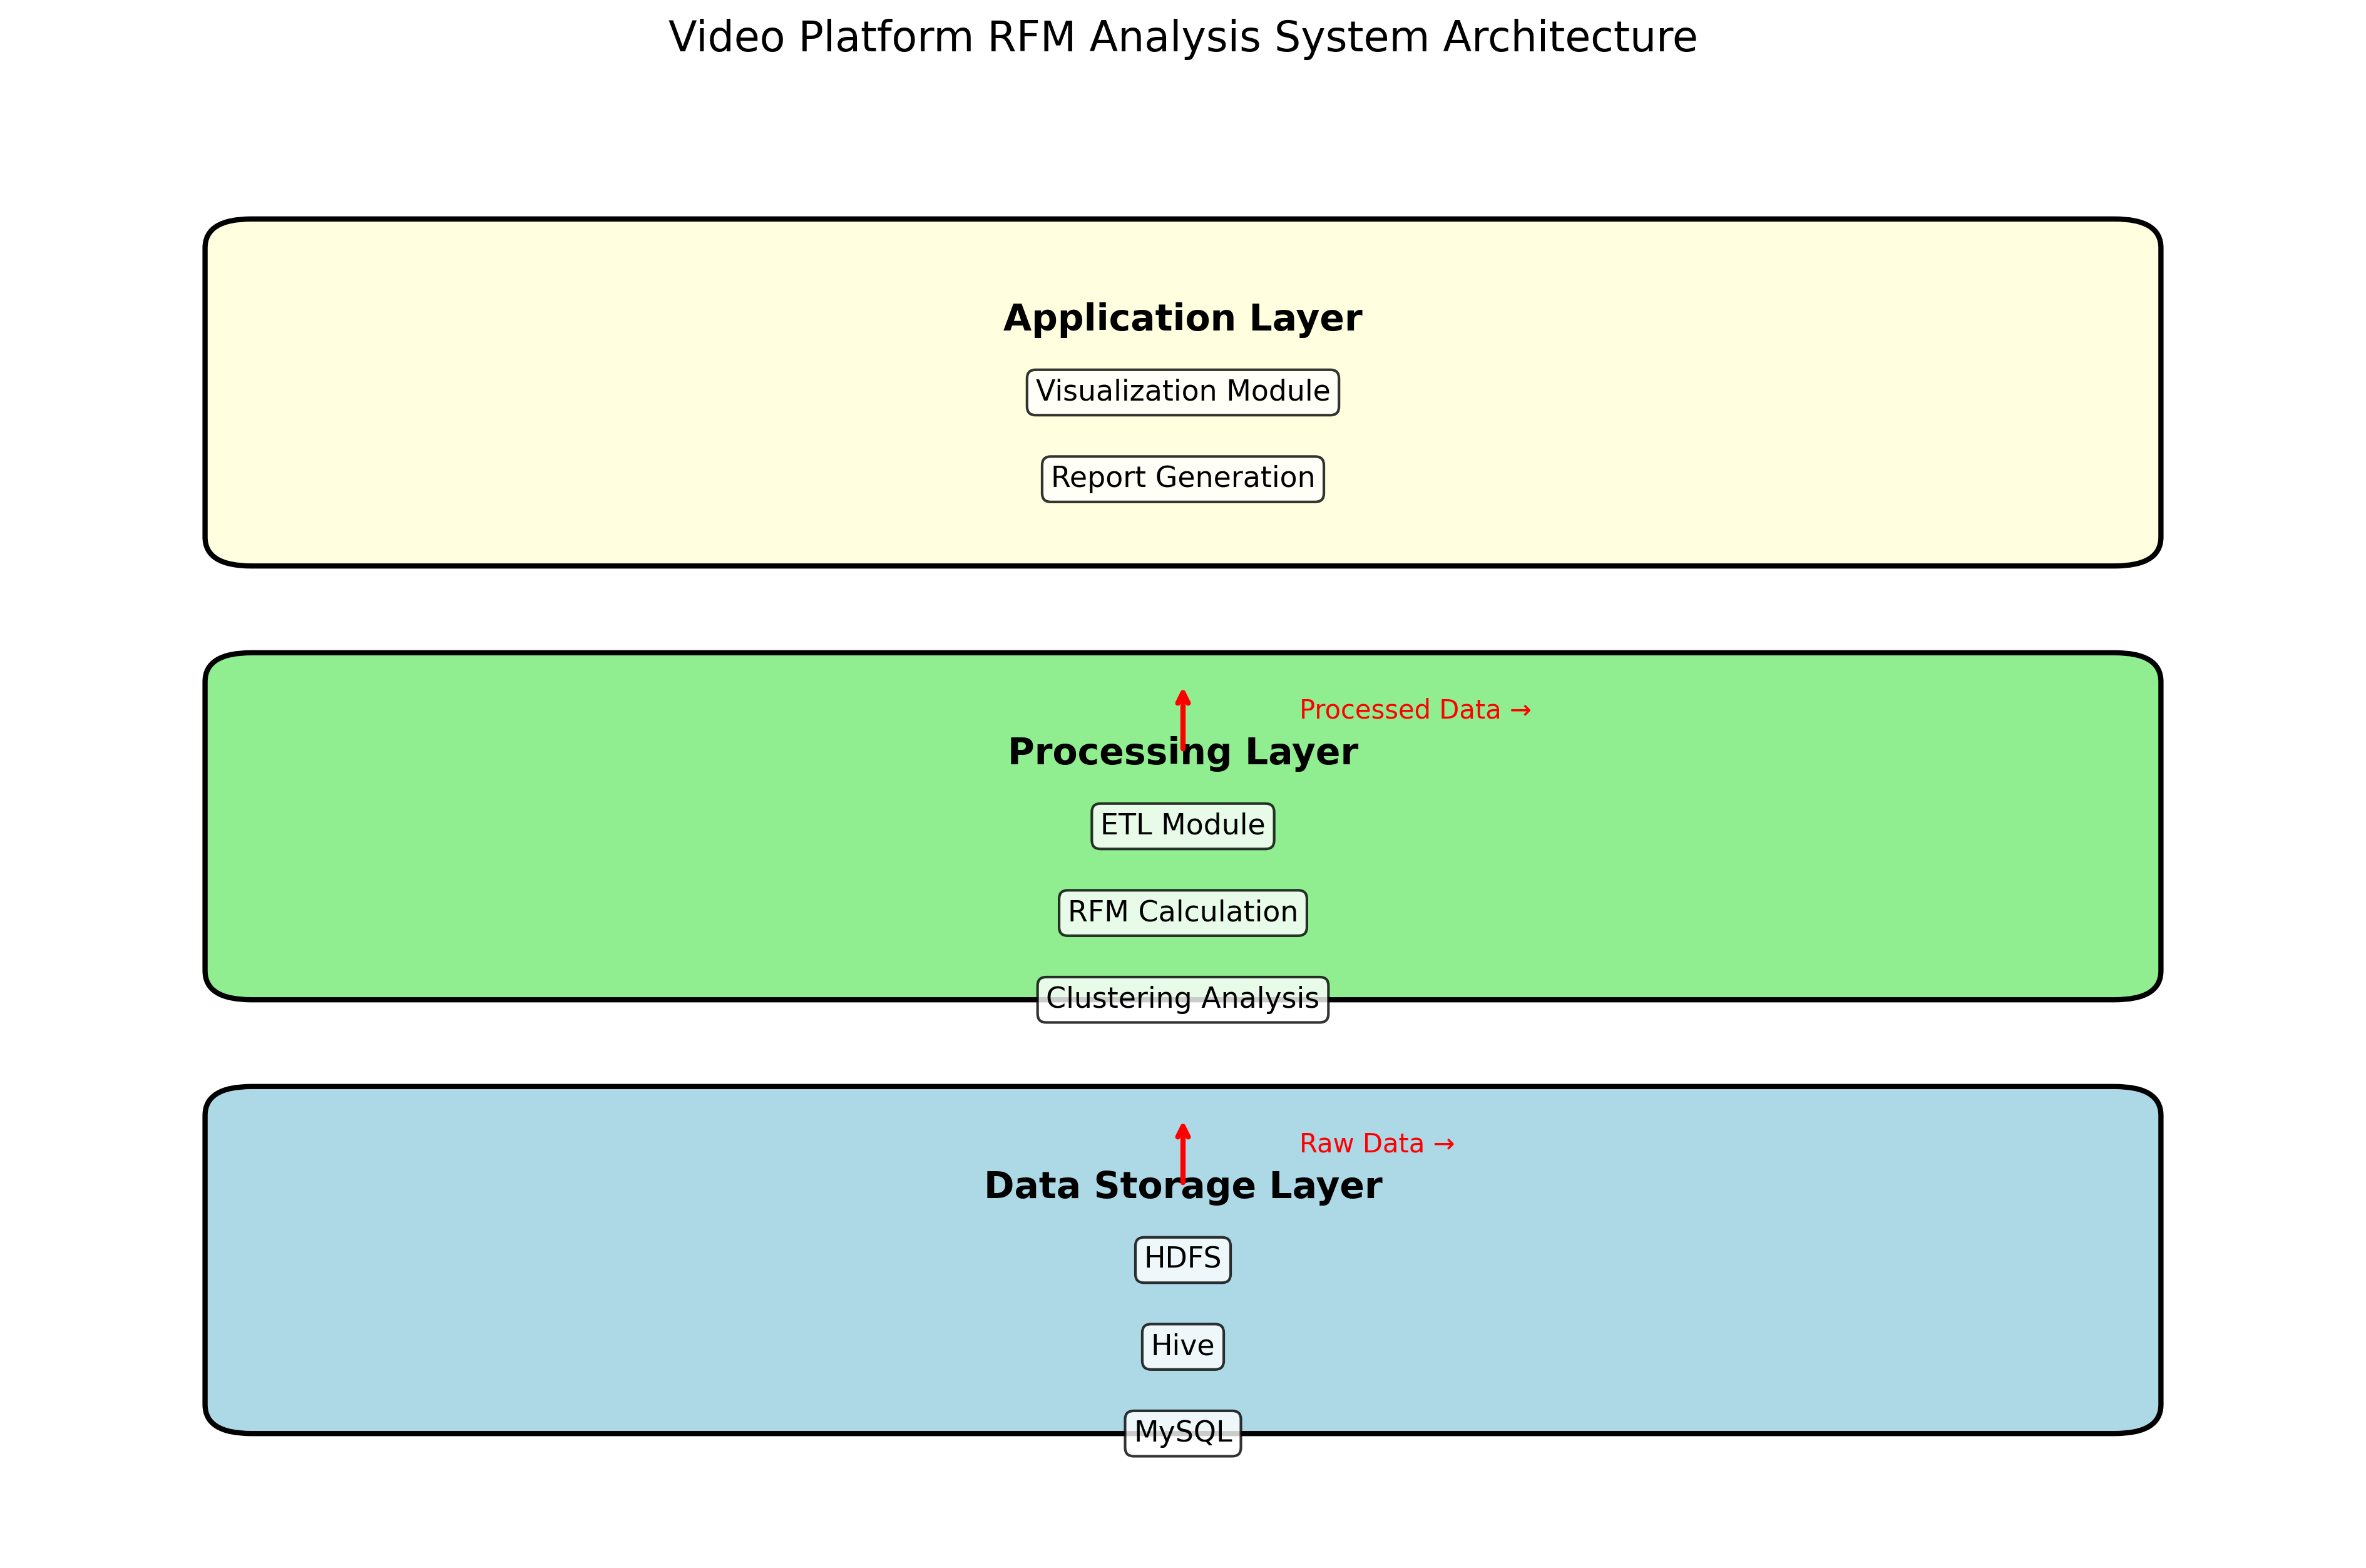 Video Platform RFM Analysis System Architecture
Application Layer
Visualization Module
Report Generation
Processed Data →
Processing Layer
ETL Module
RFM Calculation
Clustering Analysis
Raw Data →
Data Storage Layer
HDFS
Hive
MySQL